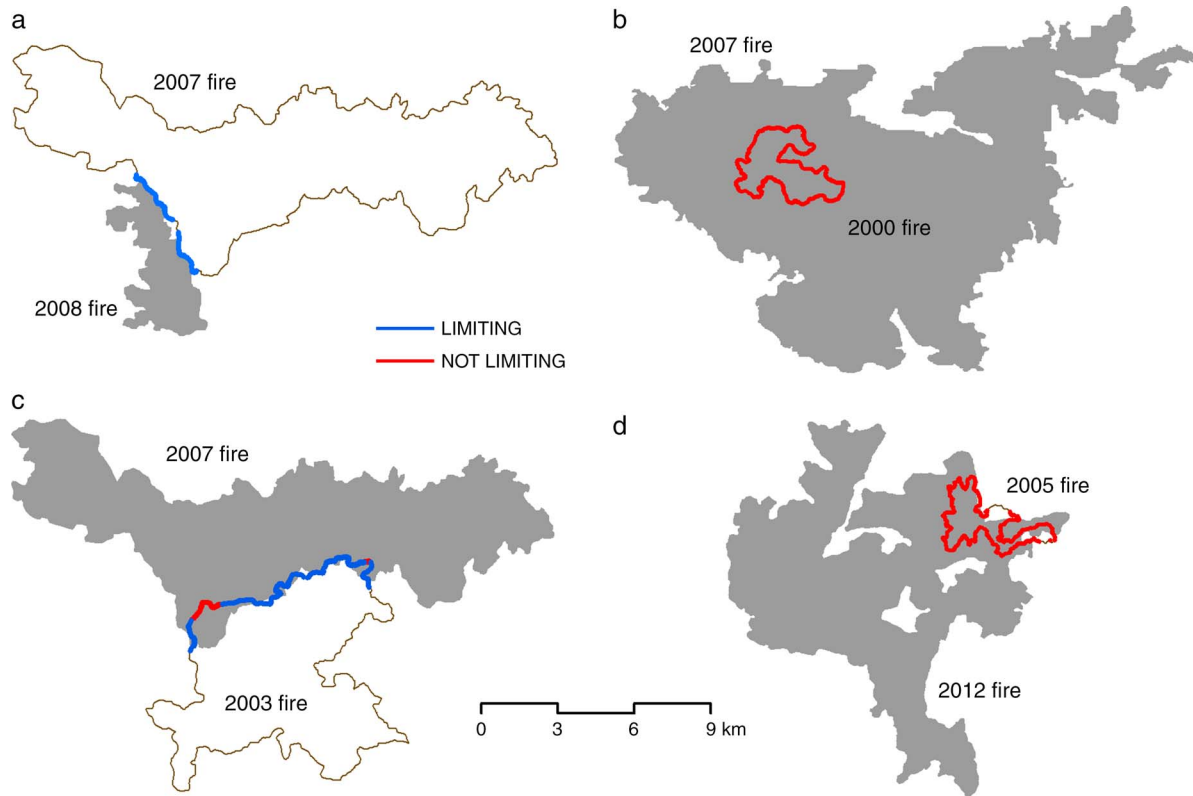 a
2007 fire
2008 fire
LIMITING
NOT LIMITING
b
2007 fire
2000 fire
c
2007 fire
2003 fire
0 3 6 9 km
d
2005 fire
2012 fire